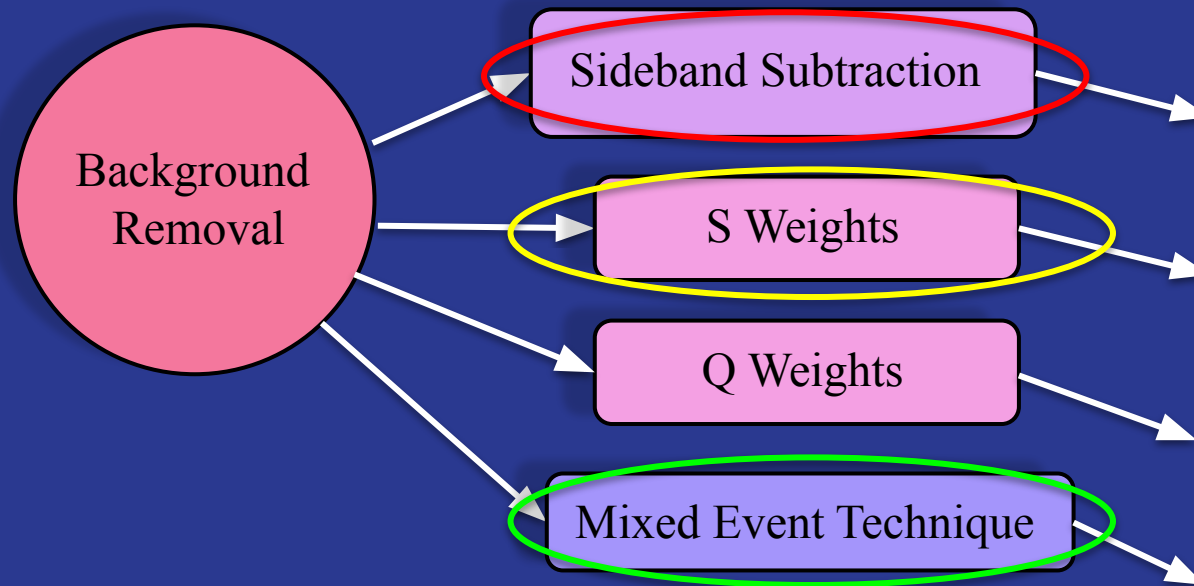 Background
Removal
Sideband Subtraction
S Weights
Q Weights
Mixed Event Technique